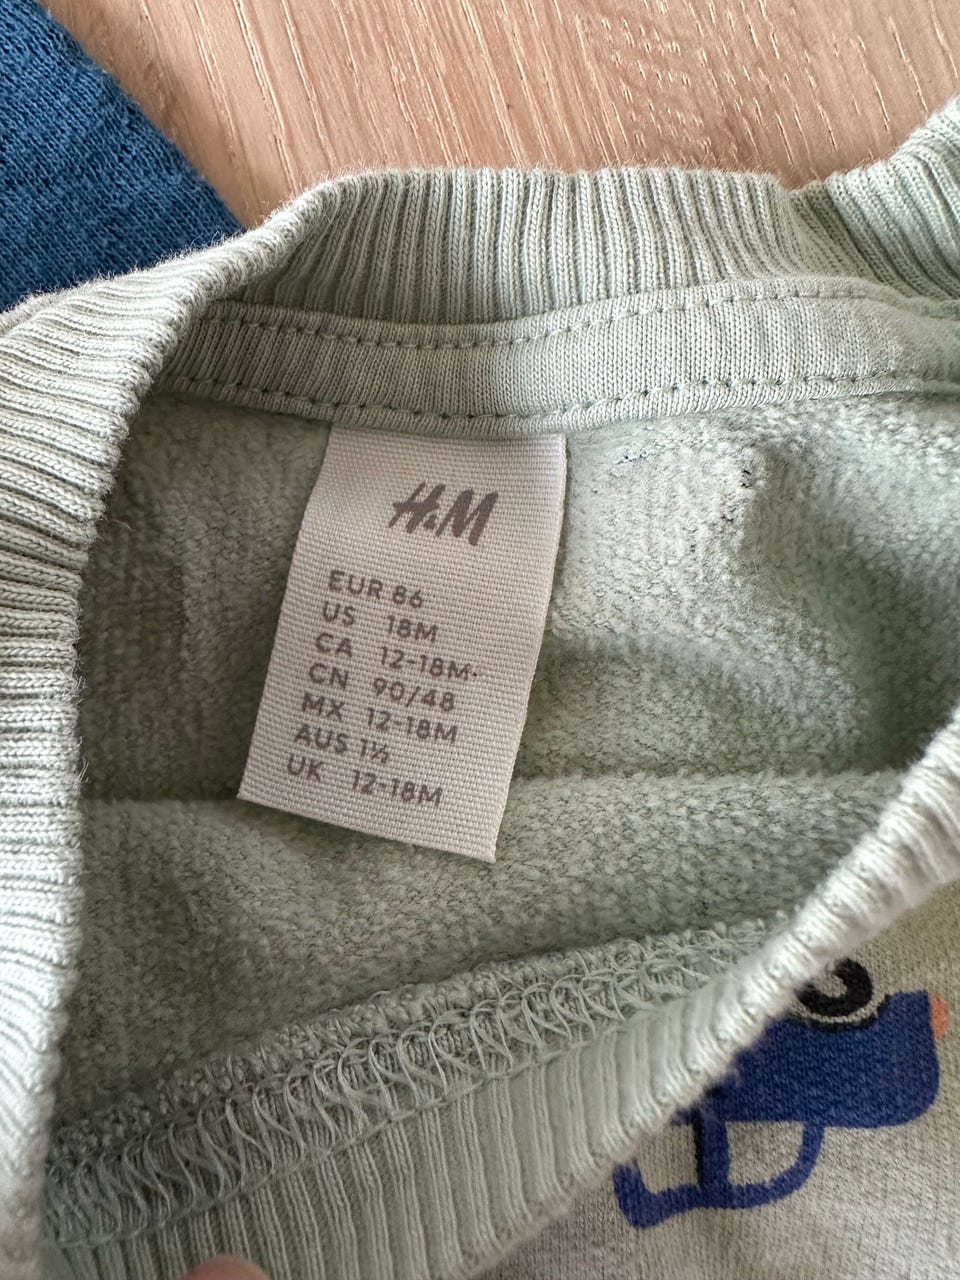 H&M
EUR 86
US 18M
CA 12-18M
CN 90/48
MX 12-18M
AUS 1½
UK 12-18M